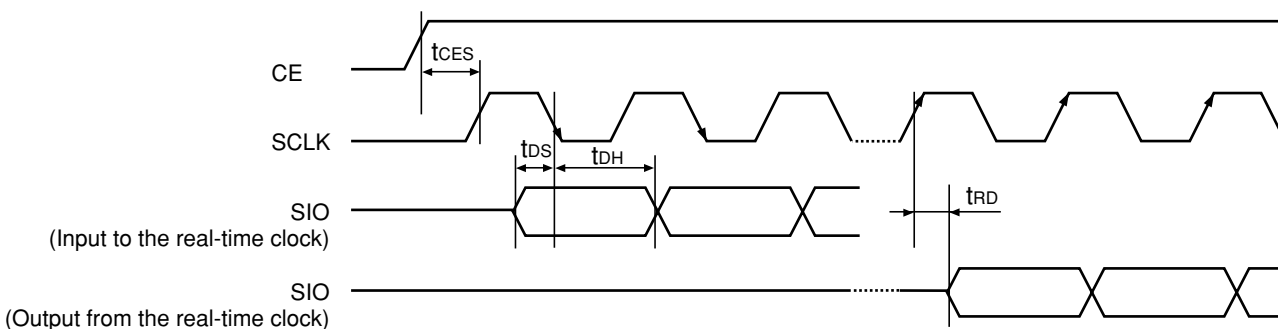 CE
tCES
SCLK
tDS
tDH
SIO
(Input to the real-time clock)
tRD
SIO
(Output from the real-time clock)